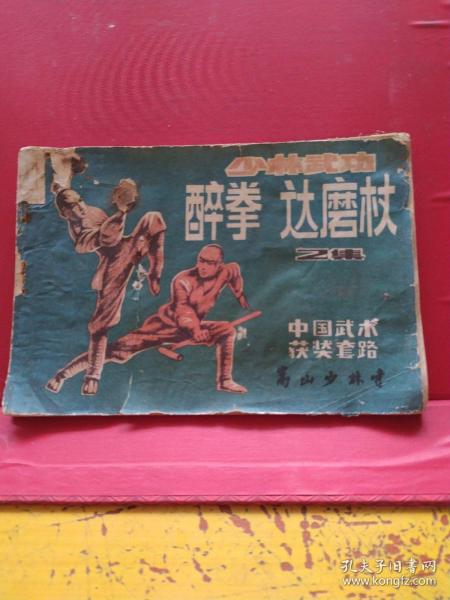 少林武功
醉拳 达磨杖
乙集
中国武术
获奖套路
嵩山少林寺
孔夫子旧书网
www.kongfz.com